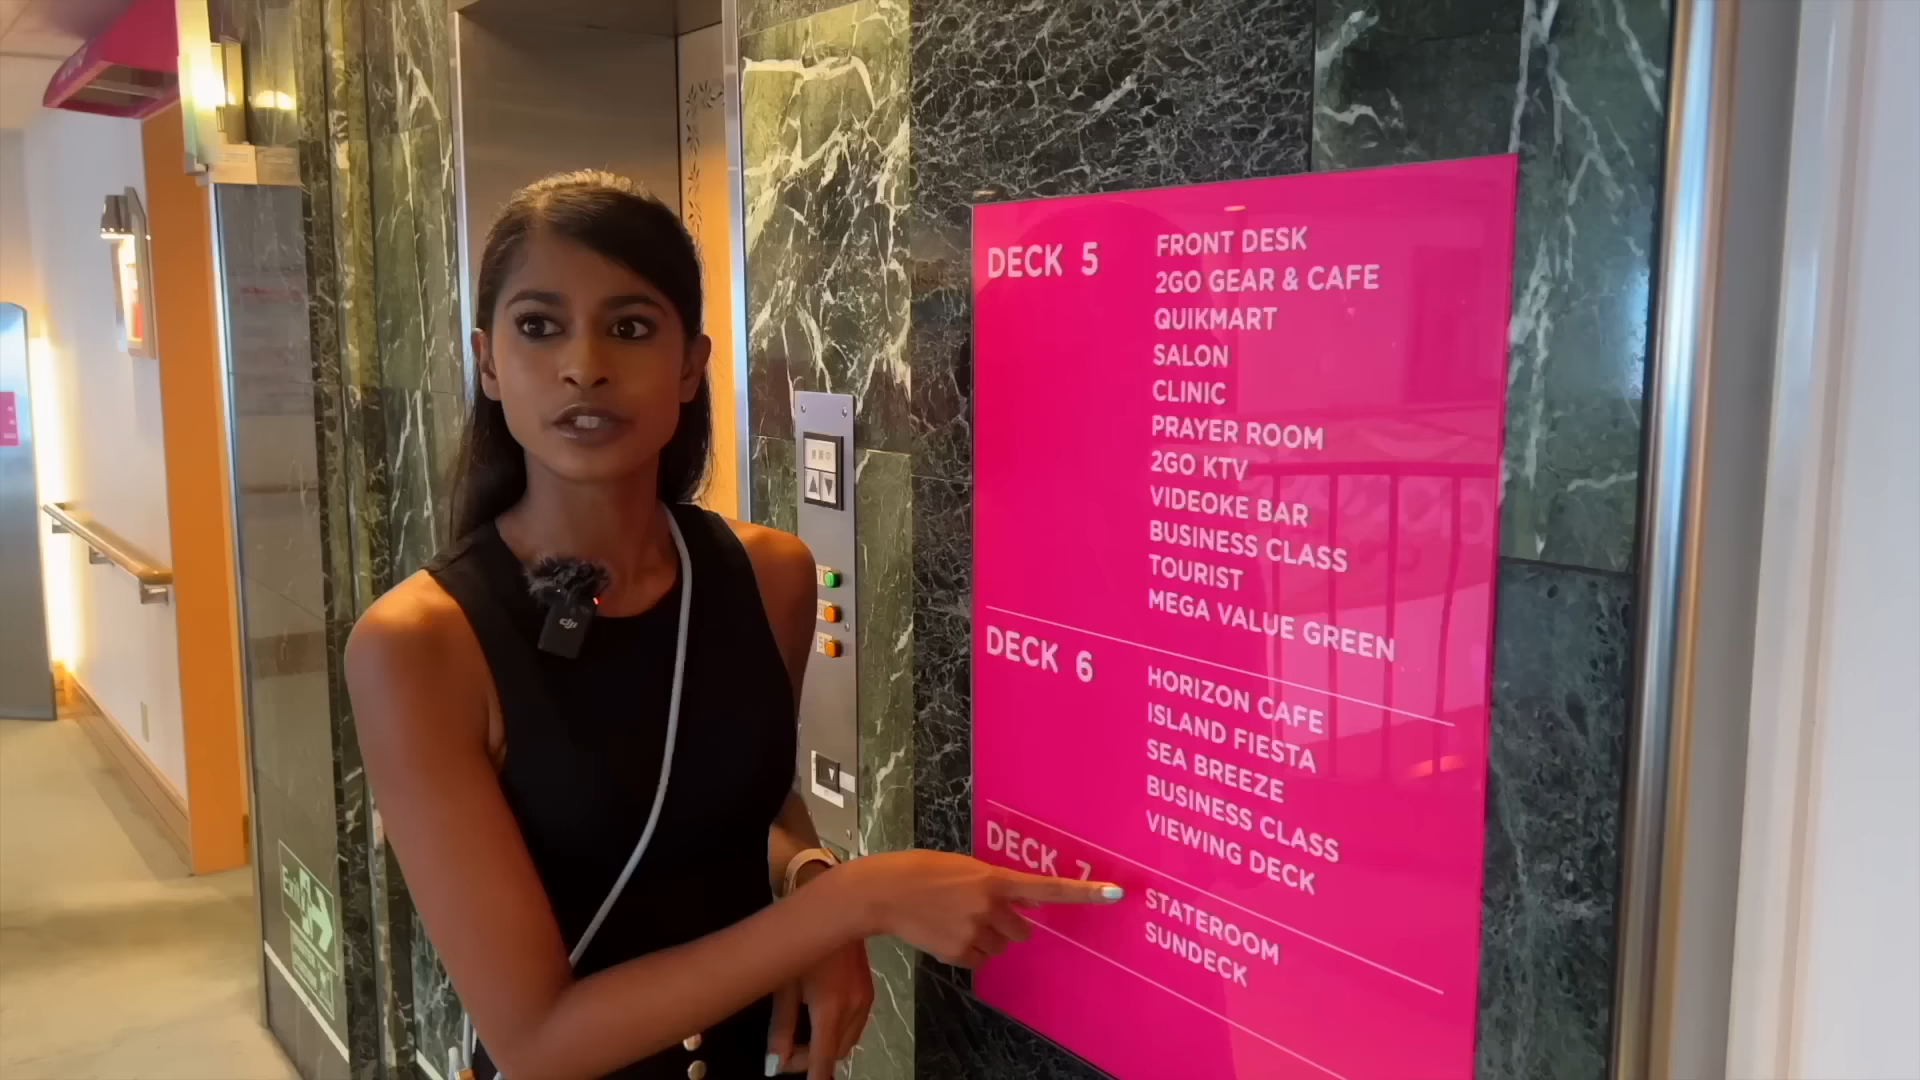 DECK 5
FRONT DESK
2GO GEAR & CAFE
QUIKMART
SALON
CLINIC
PRAYER ROOM
2GO KTV
VIDEOKE BAR
BUSINESS CLASS
TOURIST
MEGA VALUE GREEN
DECK 6
HORIZON CAFE
ISLAND FIESTA
SEA BREEZE
BUSINESS CLASS
VIEWING DECK
DECK 7
STATEROOM
SUNDECK
dji
Exit